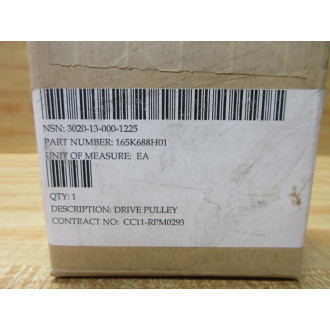 NSN: 3020-13-000-1225
PART NUMBER: 165K688H01
UNIT OF MEASURE: EA
QTY: 1
DESCRIPTION: DRIVE PULLEY
CONTRACT NO: CC11-RPM0293